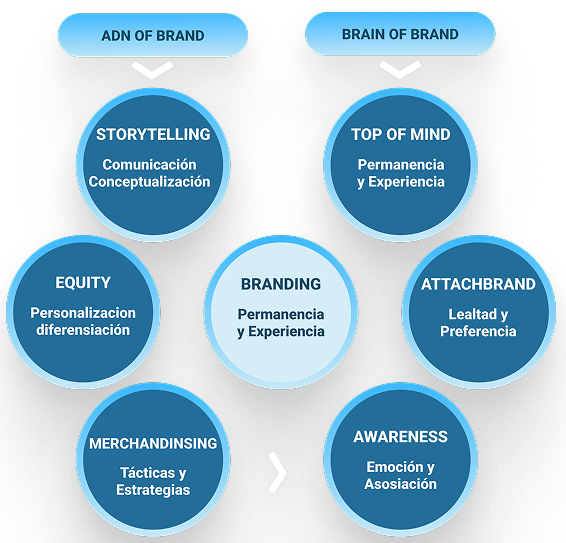 ADN OF BRAND
BRAIN OF BRAND
STORYTELLING
Comunicación
Conceptualización
TOP OF MIND
Permanencia
y Experiencia
EQUITY
Personalizacion
diferensiación
BRANDING
Permanencia
y Experiencia
ATTACHBRAND
Lealtad y
Preferencia
MERCHANDINSING
Tácticas y
Estrategias
AWARENESS
Emoción y
Asosiación